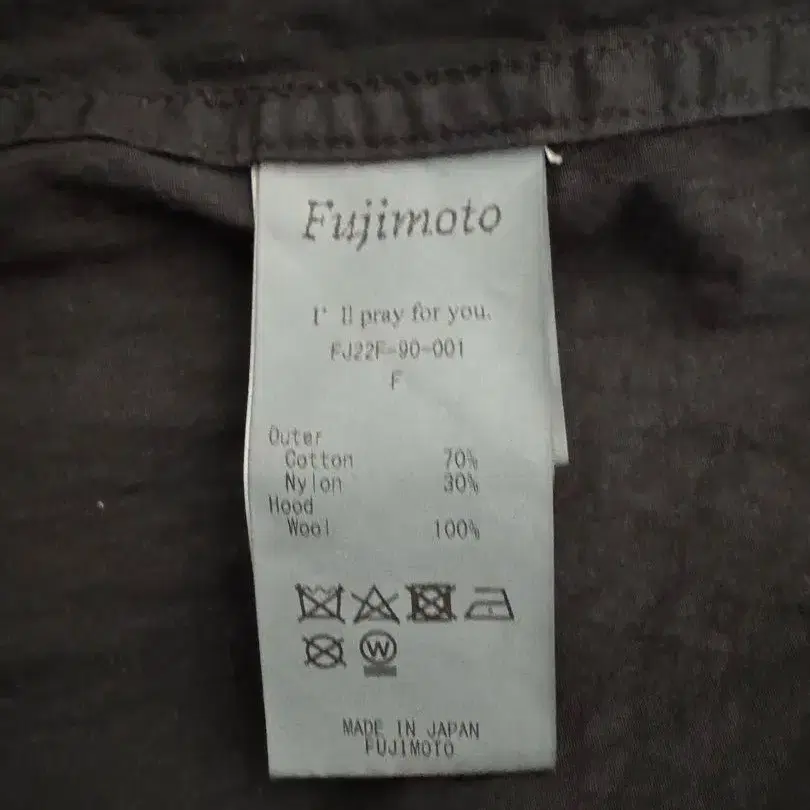 Fujimoto
I'll pray for you.
FJ22F-90-001
F
Outer
Cotton 70%
Nylon 30%
Hood
Wool 100%
W
MADE IN JAPAN
FUJIMOTO